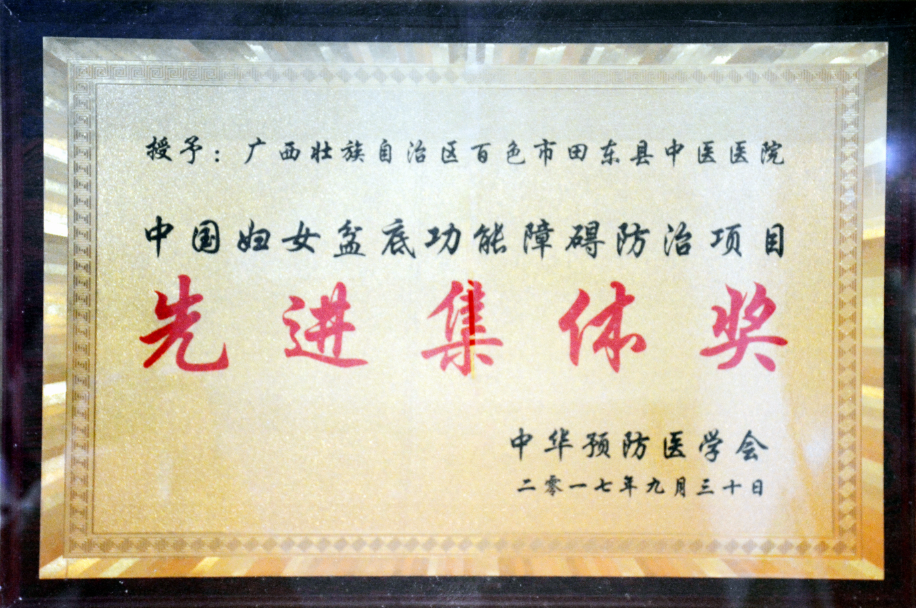 授予：广西壮族自治区百色市田东县中医医院
中国妇女盆底功能障碍防治项目
先进集体奖
中华预防医学会
二零一七年九月三十日